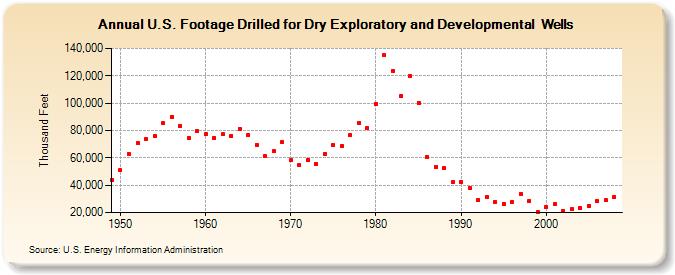 Annual U.S. Footage Drilled for Dry Exploratory and Developmental Wells
Thousand Feet
140,000
120,000
100,000
80,000
60,000
40,000
20,000
1950 1960 1970 1980 1990 2000
Source: U.S. Energy Information Administration